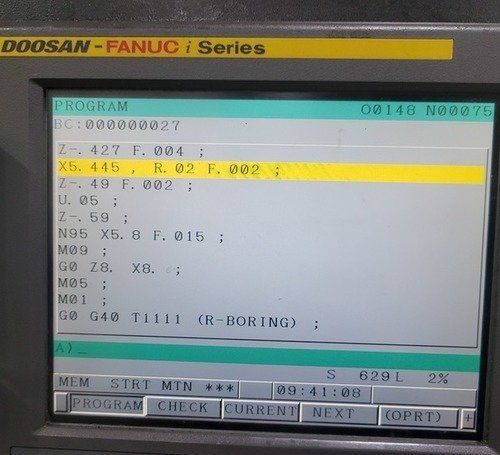 DOOSAN-FANUC i Series
PROGRAM O0148 N00075
BC:000000027
Z-.427 F.004 ;
X5.445 , R.02 F.002 ;
Z-.49 F.002 ;
U.05 ;
Z-.59 ;
N95 X5.8 F.015 ;
M09 ;
G0 Z8. X8. ;
M05 ;
M01 ;
G0 G40 T1111 (R-BORING) ;
A)_
S 629L 2%
MEM STRT MTN *** 09:41:08
PROGRAM CHECK CURRENT NEXT (OPRT) +